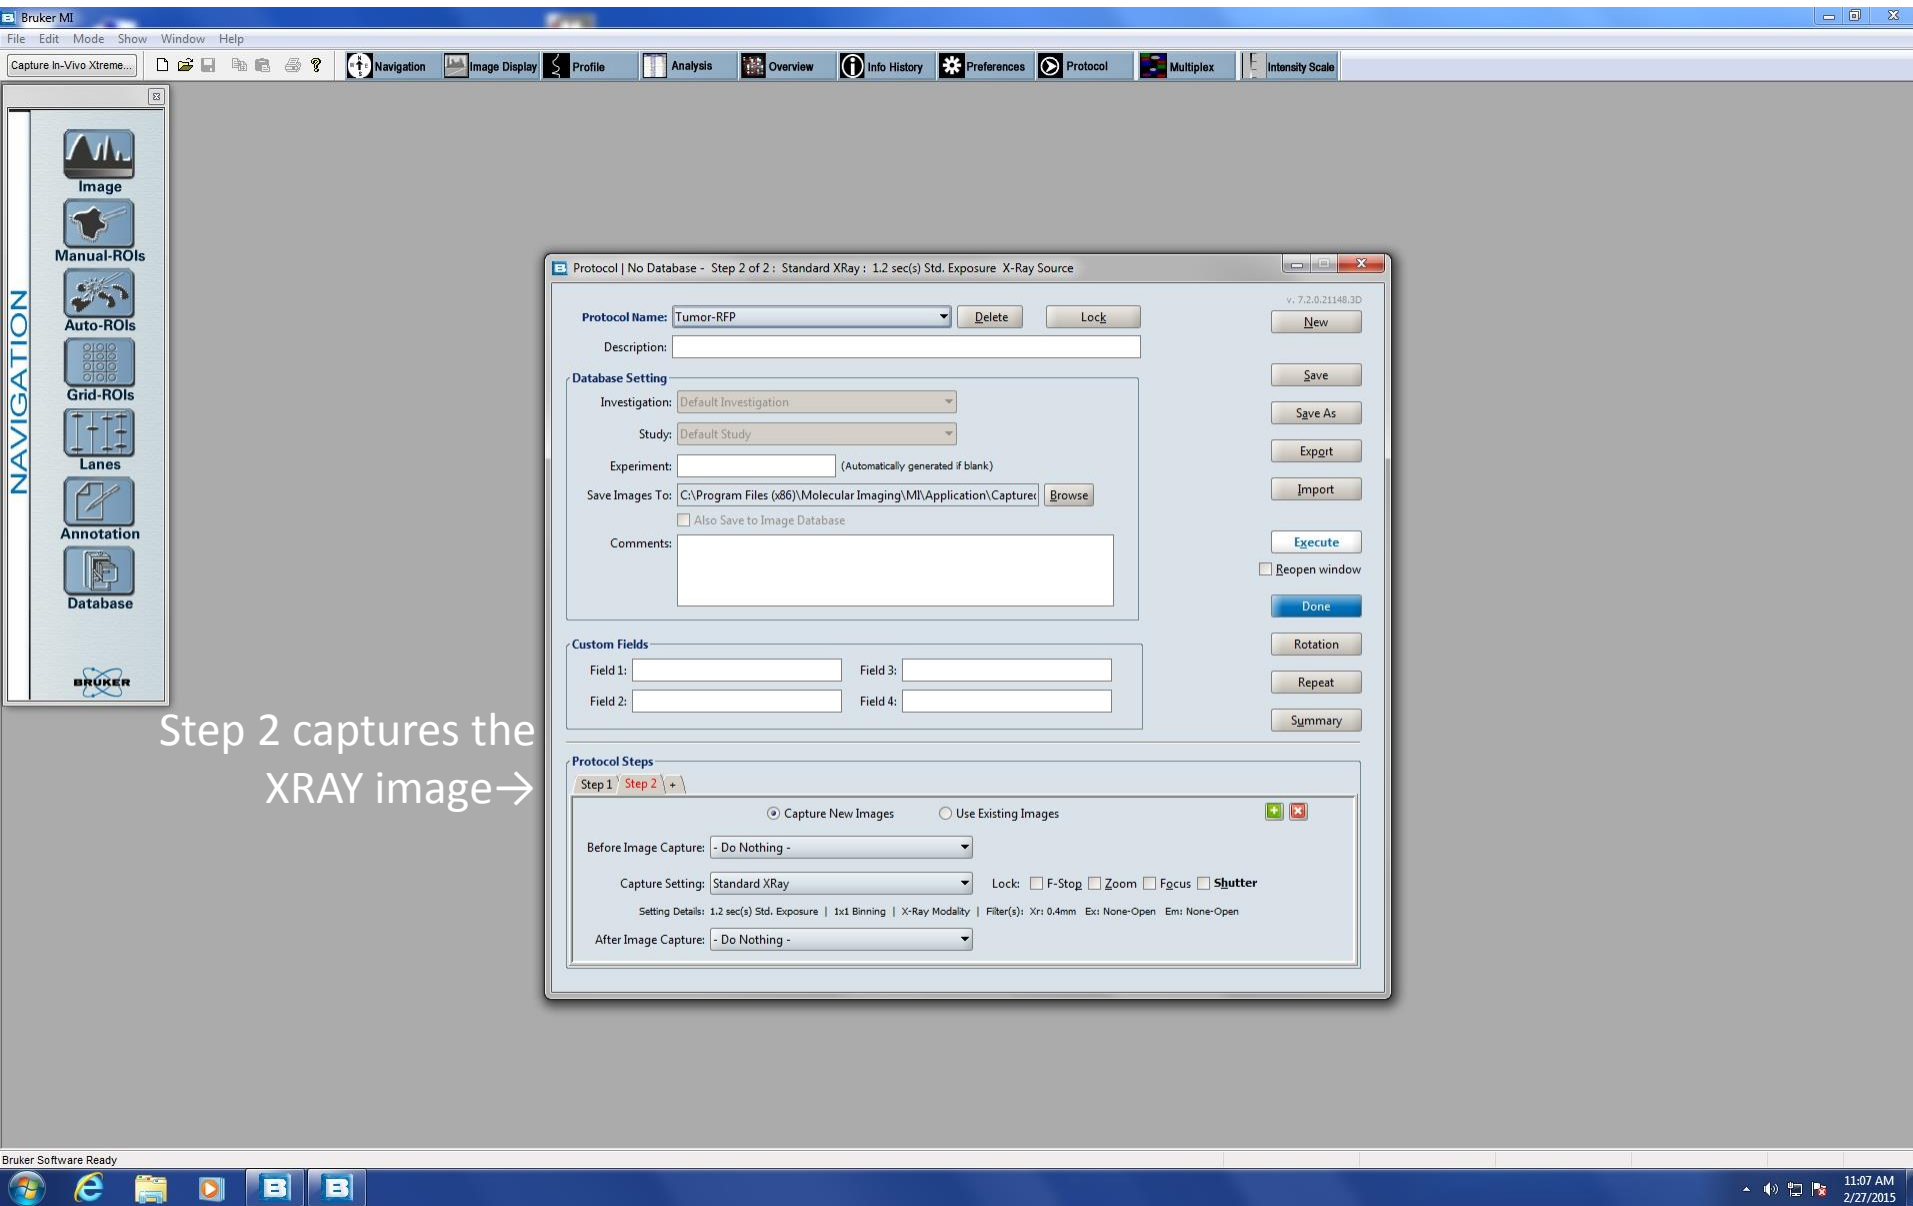 Bruker MI
File Edit Mode Show Window Help
Capture In-Vivo Xtreme... Navigation Image Display Profile Analysis Overview Info History Preferences Protocol Multiplex Intensity Scale
NAVIGATION
Image
Manual-ROIs
Auto-ROIs
Grid-ROIs
Lanes
Annotation
Database
BRUKER
Step 2 captures the
XRAY image→
Protocol | No Database - Step 2 of 2 : Standard XRay : 1.2 sec(s) Std. Exposure X-Ray Source
v. 7.2.0.21148.3D
Protocol Name: Tumor-RFP Delete Lock New
Description:
Database Setting Save
Investigation: Default Investigation
Save As
Study: Default Study
Export
Experiment: (Automatically generated if blank)
Save Images To: C:\Program Files (x86)\Molecular Imaging\MI\Application\Capture Browse Import
Also Save to Image Database
Comments: Execute
Reopen window
Done
Custom Fields Rotation
Field 1: Field 3:
Repeat
Field 2: Field 4:
Summary
Protocol Steps
Step 1 Step 2 +
Capture New Images Use Existing Images
Before Image Capture: - Do Nothing -
Capture Setting: Standard XRay Lock: F-Stop Zoom Focus Shutter
Setting Details: 1.2 sec(s) Std. Exposure | 1x1 Binning | X-Ray Modality | Filter(s): Xr: 0.4mm Ex: None-Open Em: None-Open
After Image Capture: - Do Nothing -
Bruker Software Ready
11:07 AM
2/27/2015